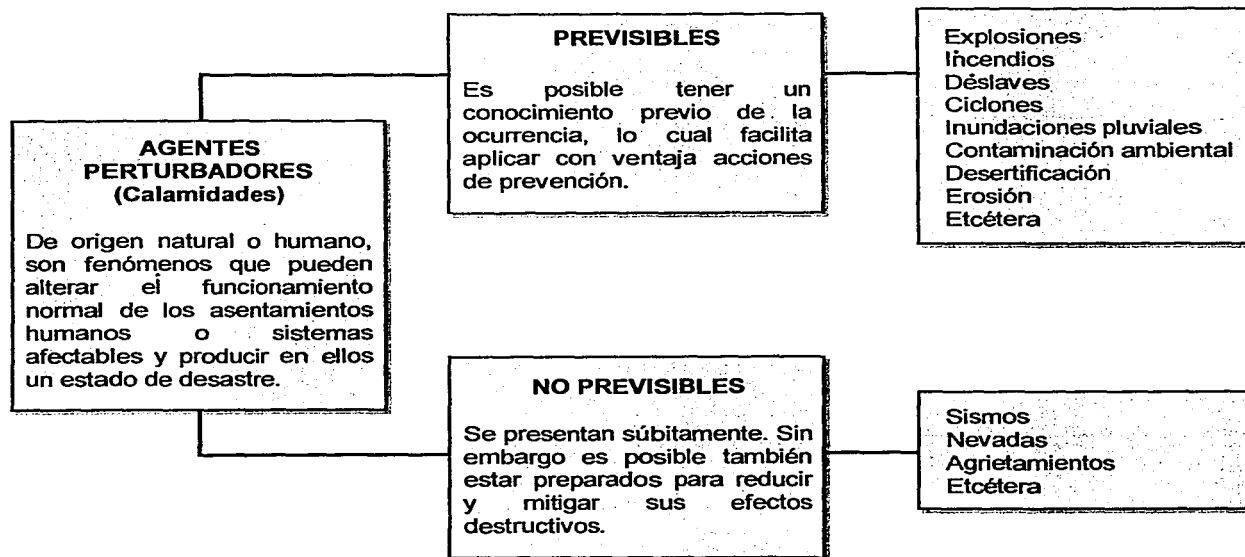 AGENTES
PERTURBADORES
(Calamidades)
De origen natural o humano,
son fenómenos que pueden
alterar el funcionamiento
normal de los asentamientos
humanos o sistemas
afectables y producir en ellos
un estado de desastre.
PREVISIBLES
Es posible tener un
conocimiento previo de la
ocurrencia, lo cual facilita
aplicar con ventaja acciones
de prevención.
Explosiones
Incendios
Déslaves
Ciclones
Inundaciones pluviales
Contaminación ambiental
Desertificación
Erosión
Etcétera
NO PREVISIBLES
Se presentan súbitamente. Sin
embargo es posible también
estar preparados para reducir
y mitigar sus efectos
destructivos.
Sismos
Nevadas
Agrietamientos
Etcétera